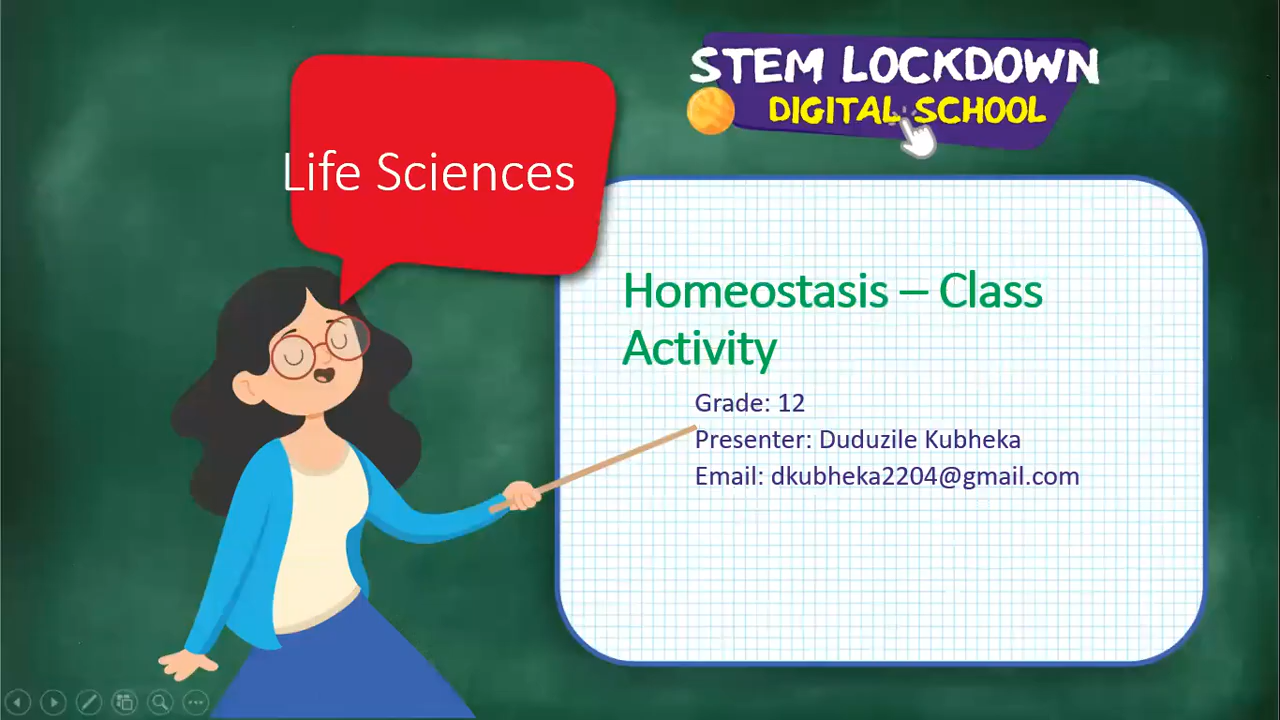 STEM LOCKDOWN
DIGITAL SCHOOL
Life Sciences
Homeostasis – Class
Activity
Grade: 12
Presenter: Duduzile Kubheka
Email: dkubheka2204@gmail.com